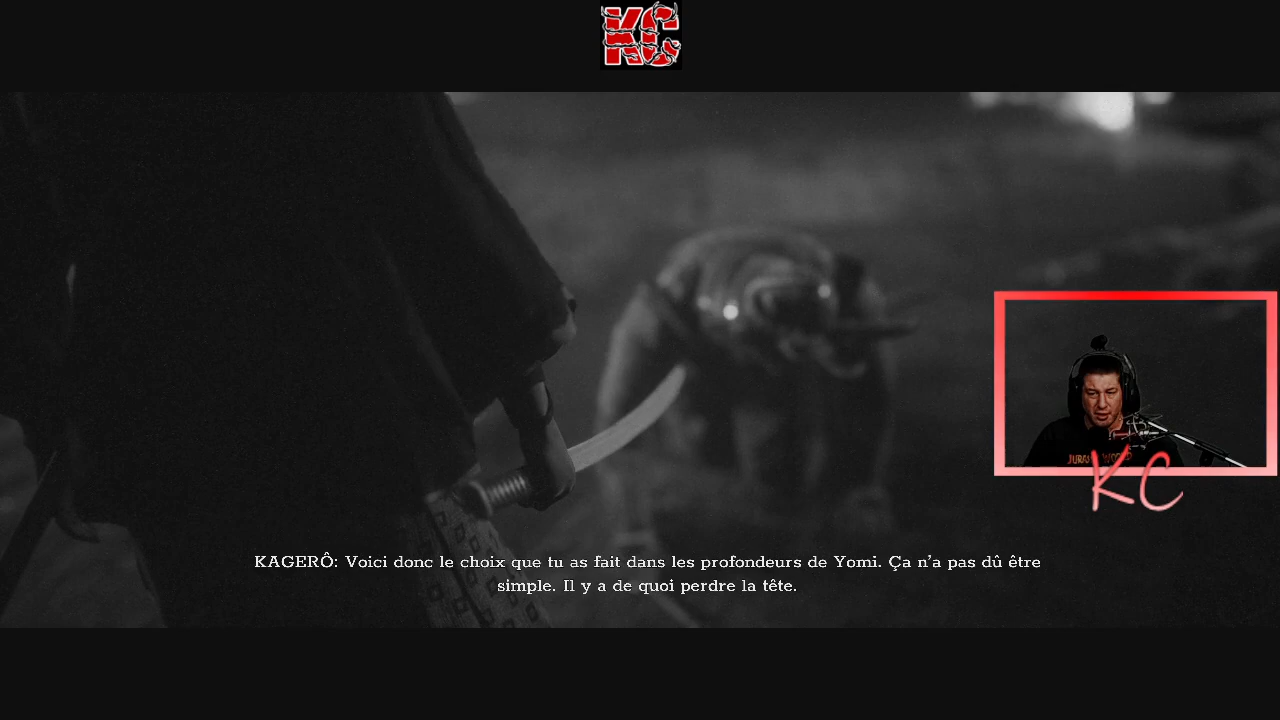 KC
KAGERÔ: Voici donc le choix que tu as fait dans les profondeurs de Yomi. Ça n'a pas dû être
simple. Il y a de quoi perdre la tête.
KC